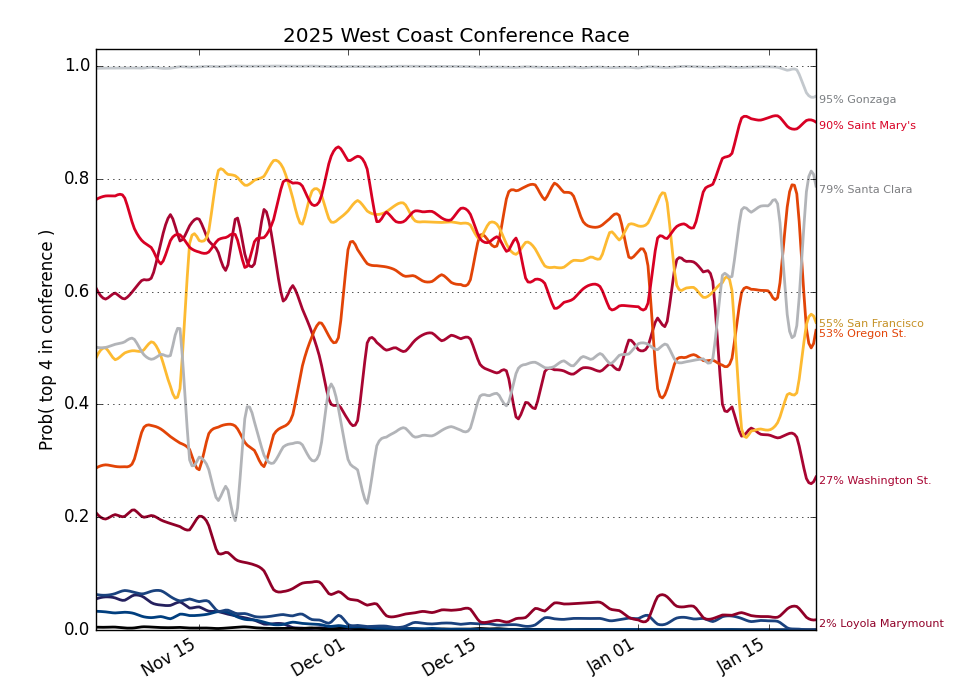 2025 West Coast Conference Race
Prob( top 4 in conference )
1.0
0.8
0.6
0.4
0.2
0.0
Nov 15
Dec 01
Dec 15
Jan 01
Jan 15
95% Gonzaga
90% Saint Mary's
79% Santa Clara
55% San Francisco
53% Oregon St.
27% Washington St.
2% Loyola Marymount